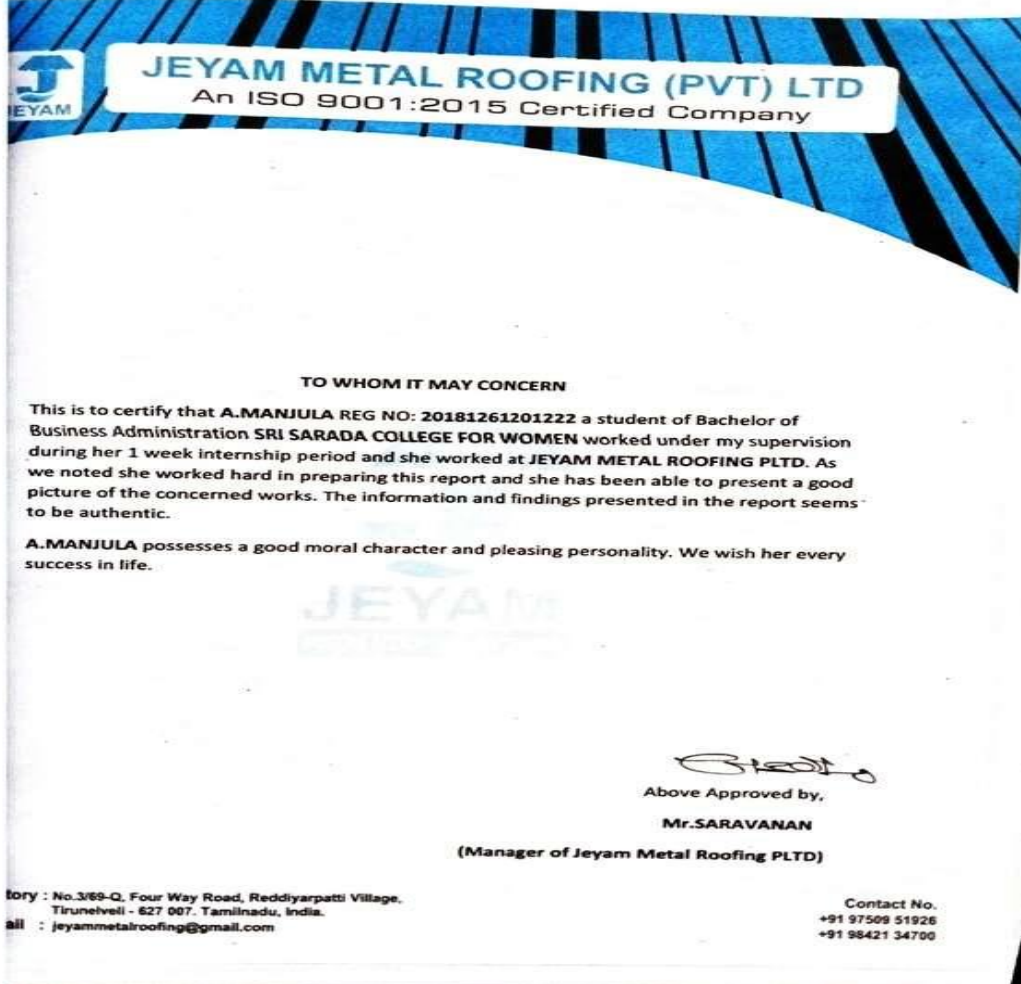 JEYAM METAL ROOFING (PVT) LTD
An ISO 9001:2015 Certified Company
JEYAM
TO WHOM IT MAY CONCERN
This is to certify that A.MANJULA REG NO: 20181261201222 a student of Bachelor of
Business Administration SRI SARADA COLLEGE FOR WOMEN worked under my supervision
during her 1 week internship period and she worked at JEYAM METAL ROOFING PLTD. As
we noted she worked hard in preparing this report and she has been able to present a good
picture of the concerned works. The information and findings presented in the report seems
to be authentic.
A.MANJULA possesses a good moral character and pleasing personality. We wish her every
success in life.
JEYAM
Above Approved by,
Mr.SARAVANAN
(Manager of Jeyam Metal Roofing PLTD)
tory : No.3/69-Q, Four Way Road, Reddiyarpatti Village,
Tirunelveli - 627 007. Tamilnadu, India.
ail : jeyammetalroofing@gmail.com
Contact No.
+91 97509 51926
+91 98421 34700